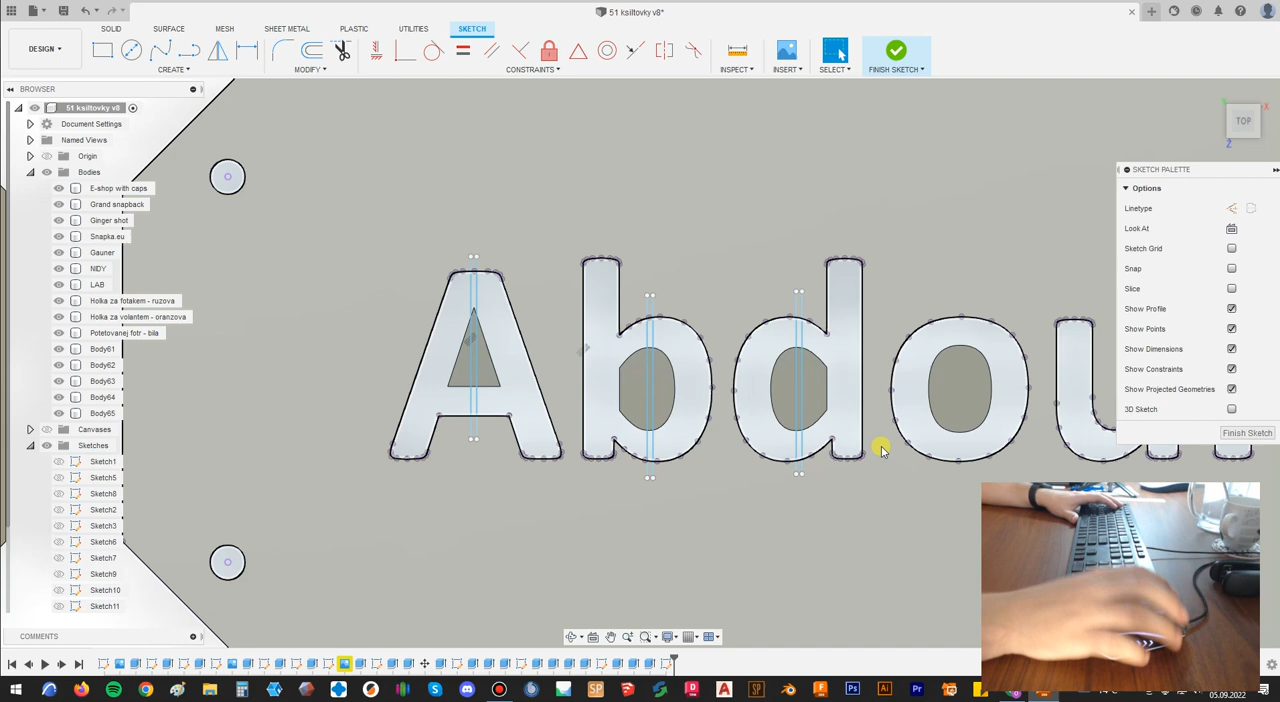 51 ksiltovky v8*
SOLID SURFACE MESH SHEET METAL PLASTIC UTILITIES SKETCH
DESIGN
CREATE MODIFY CONSTRAINTS INSPECT INSERT SELECT FINISH SKETCH
BROWSER
51 ksiltovky v8
Document Settings
Named Views
Origin
Bodies
E-shop with caps
Grand snapback
Ginger shot
Snapka.eu
Gauner
NIDY
LAB
Holka za fotakem - ruzova
Holka za volantem - oranzova
Potetovanej fotr - bila
Body61
Body62
Body63
Body64
Body65
Canvases
Sketches
Sketch1
Sketch5
Sketch8
Sketch2
Sketch3
Sketch6
Sketch7
Sketch9
Sketch10
Sketch11
COMMENTS
TOP
X
Z
SKETCH PALETTE
Options
Linetype
Look At
Sketch Grid
Snap
Slice
Show Profile
Show Points
Show Dimensions
Show Constraints
Show Projected Geometries
3D Sketch
Finish Sketch
05.09.2022